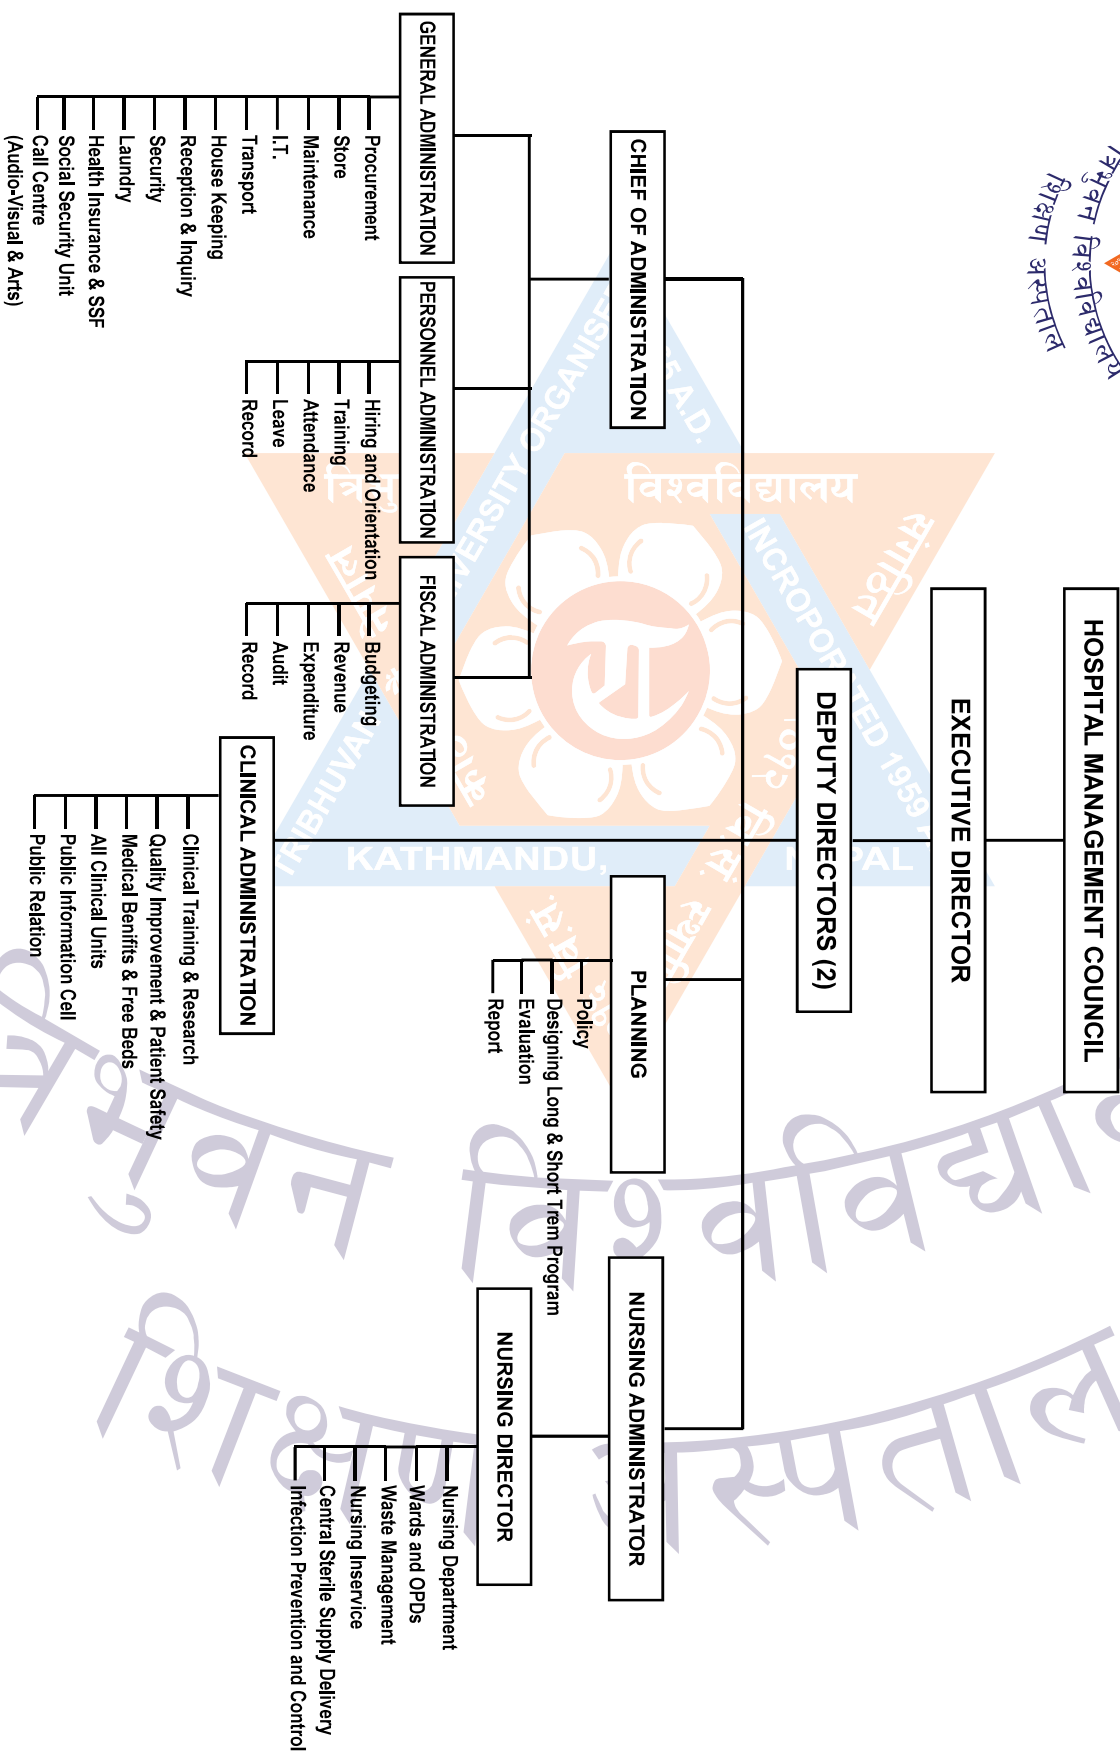 त्रिभुवन विश्वविद्यालय
शिक्षण अस्पताल
HOSPITAL MANAGEMENT COUNCIL
EXECUTIVE DIRECTOR
DEPUTY DIRECTORS (2)
CHIEF OF ADMINISTRATION
GENERAL ADMINISTRATION
Procurement
Store
Maintenance
I.T.
Transport
House Keeping
Reception & Inquiry
Security
Laundry
Health Insurance & SSF
Social Security Unit
Call Centre
(Audio-Visual & Arts)
PERSONNEL ADMINISTRATION
Hiring and Orientation
Training
Attendance
Leave
Record
FISCAL ADMINISTRATION
Budgeting
Revenue
Expenditure
Audit
Record
CLINICAL ADMINISTRATION
Clinical Training & Research
Quality Improvement & Patient Safety
Medical Benifits & Free Beds
All Clinical Units
Public Information Cell
Public Relation
PLANNING
Policy
Designing Long & Short Trem Program
Evaluation
Report
NURSING ADMINISTRATOR
NURSING DIRECTOR
Nursing Department
Wards and OPDs
Waste Management
Nursing Inservice
Central Sterile Supply Delivery
Infection Prevention and Control
विश्वविद्यालय
संगठित
INCROPORATED 1959
TRIBHUVAN
KATHMANDU,
त्रिभुवन विश्वविद्या
शिक्षण अस्पताल